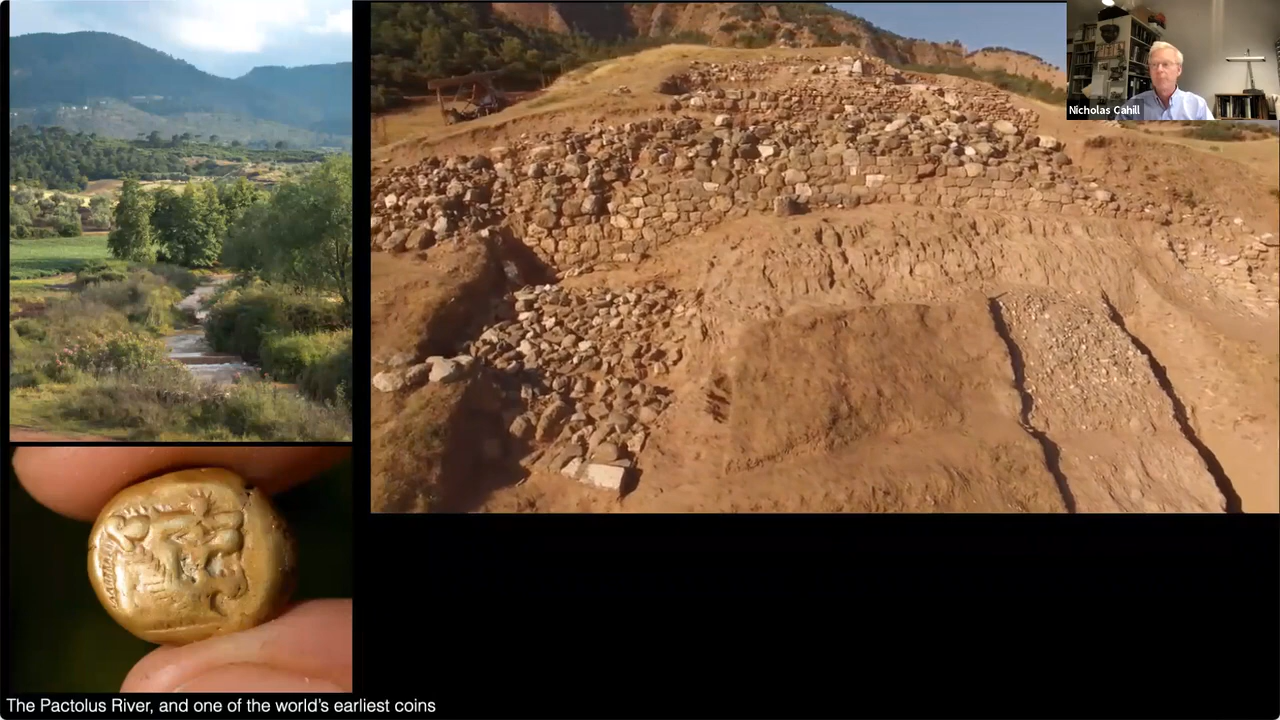 Nicholas Cahill
The Pactolus River, and one of the world's earliest coins